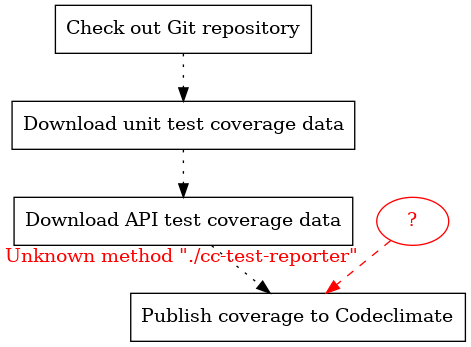 Check out Git repository
Download unit test coverage data
Download API test coverage data
?
Unknown method "./cc-test-reporter"
Publish coverage to Codeclimate